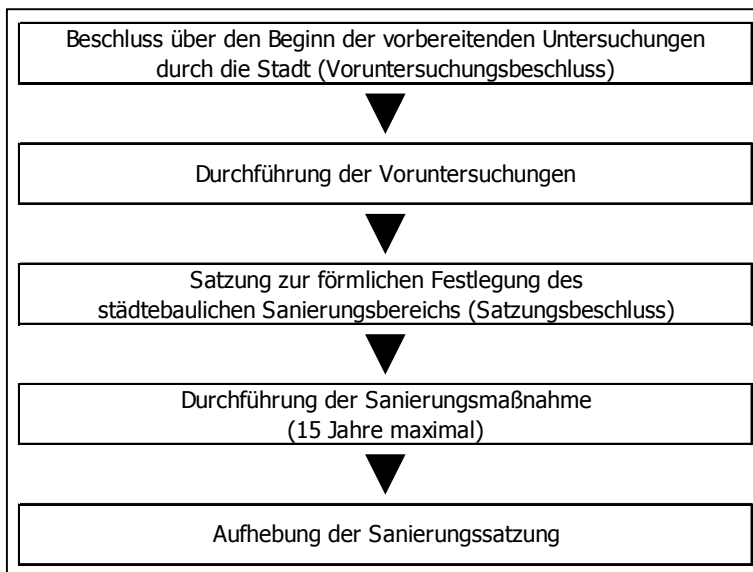 Beschluss über den Beginn der vorbereitenden Untersuchungen
durch die Stadt (Voruntersuchungsbeschluss)
Durchführung der Voruntersuchungen
Satzung zur förmlichen Festlegung des
städtebaulichen Sanierungsbereichs (Satzungsbeschluss)
Durchführung der Sanierungsmaßnahme
(15 Jahre maximal)
Aufhebung der Sanierungssatzung